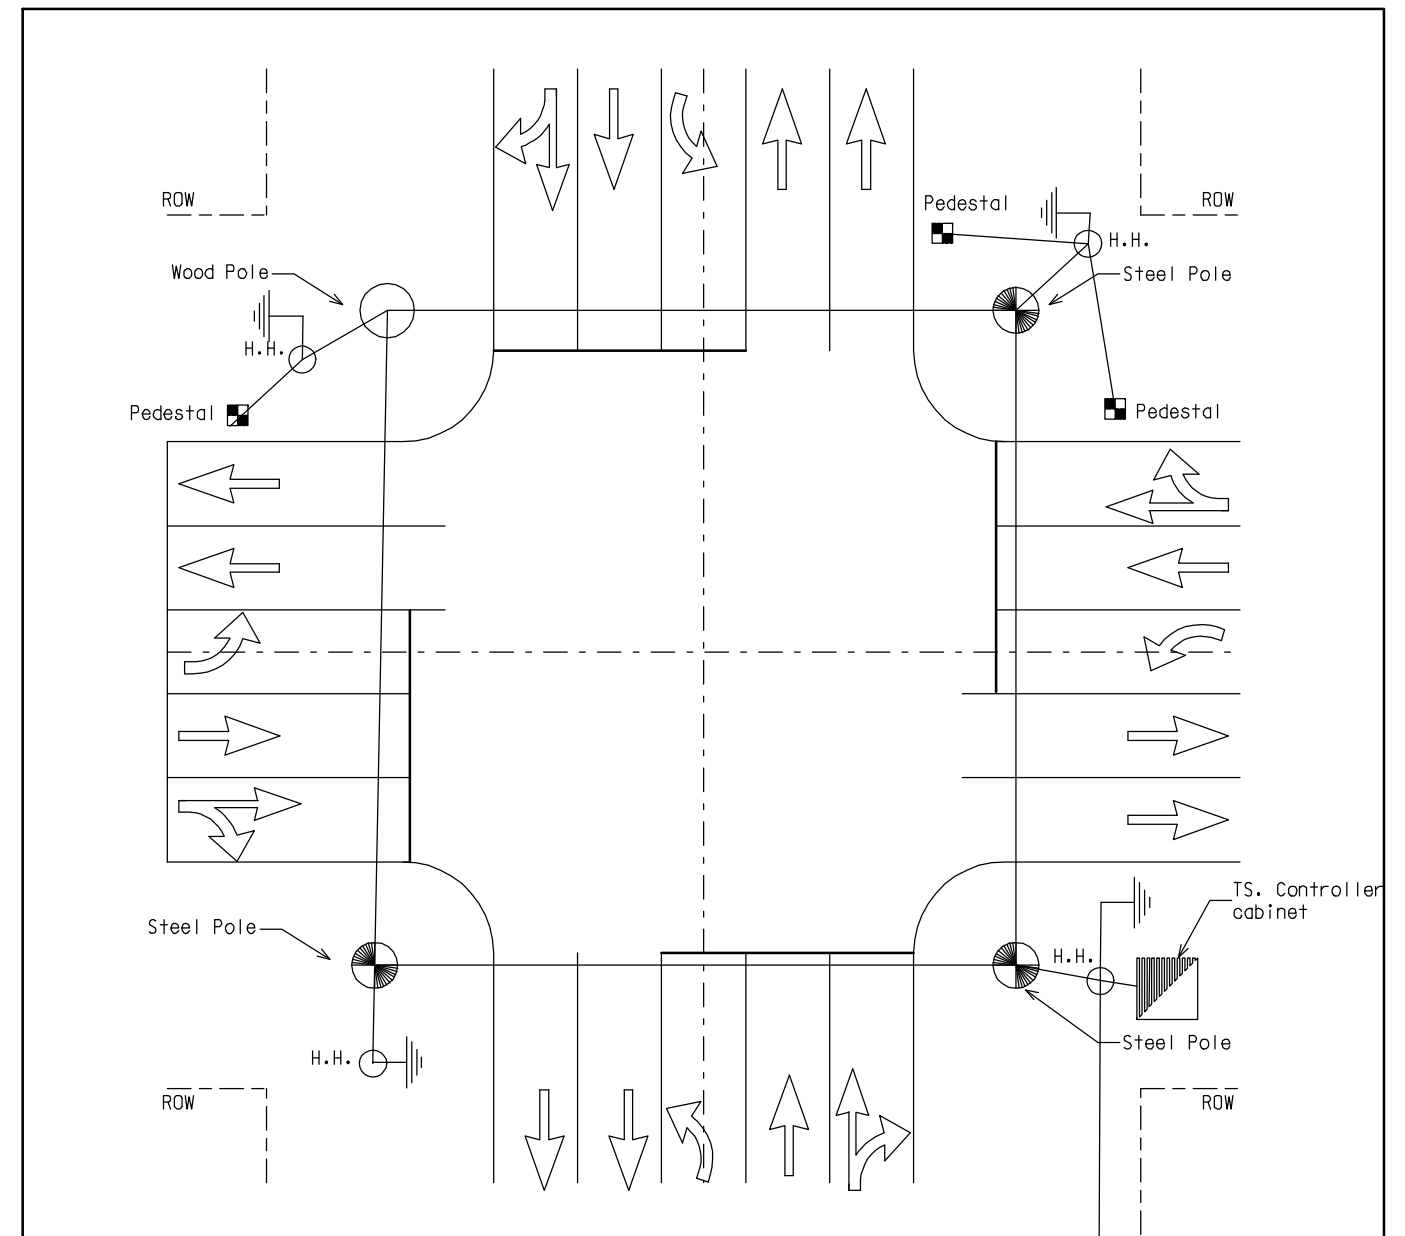 ROW
Pedestal
ROW
H.H.
Wood Pole
Steel Pole
H.H.
Pedestal
Pedestal
TS. Controller
cabinet
Steel Pole
H.H.
Steel Pole
H.H.
ROW
ROW